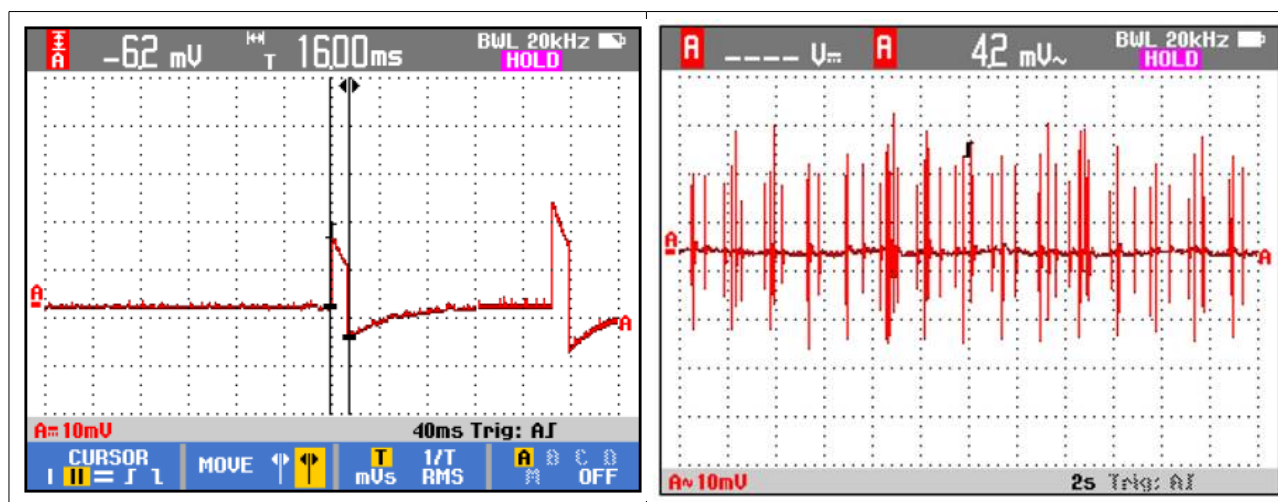 A -6.2 mV T 16.00ms BWL 20kHz
HOLD
A
A
A 10mV 40ms Trig: A
CURSOR MOVE T 1/T A B C D
mVs RMS M OFF
A ---- V A 4.2 mV~ BWL 20kHz
HOLD
A
A
A~10mV 2s Trig: A